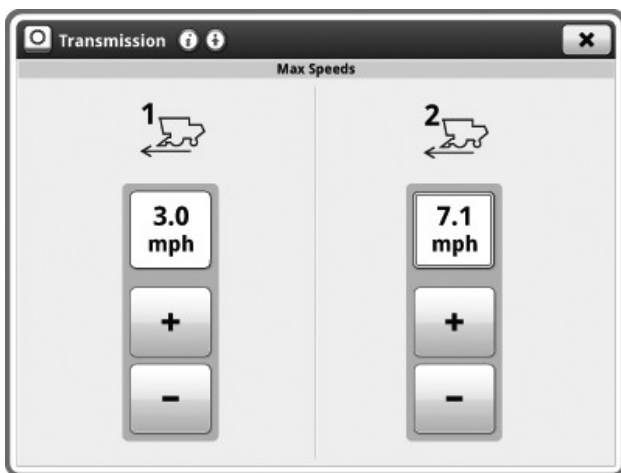 Transmission
Max Speeds
1
2
3.0
mph
7.1
mph
+
+
-
-